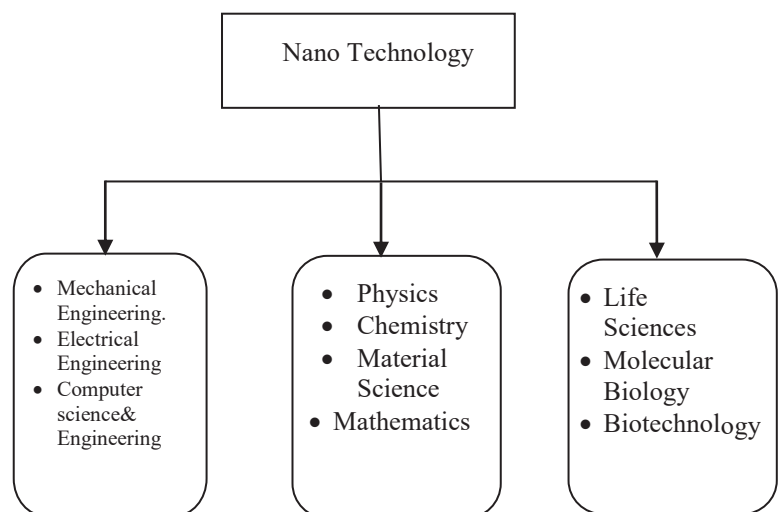 Nano Technology
• Mechanical
Engineering.
• Electrical
Engineering
• Computer
science&
Engineering
• Physics
• Chemistry
• Material
Science
• Mathematics
• Life
Sciences
• Molecular
Biology
• Biotechnology